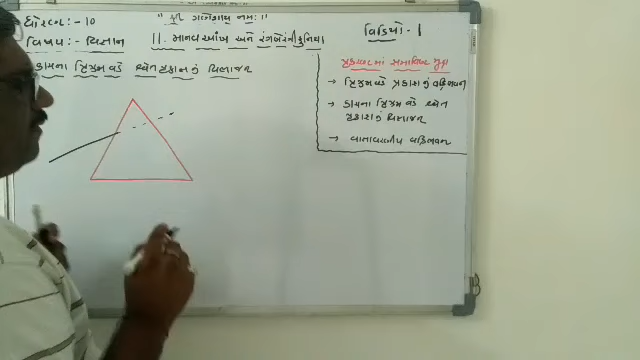 ધોરણ :- 10
" શ્રી ગણેશાય નમઃ "
વિષય :- વિજ્ઞાન
11. માનવ આંખ અને રંગબેરંગી દુનિયા
વિડિયો - 1
કાચના પ્રિઝમ વડે શ્વેત પ્રકાશનું વિભાજન
પ્રકરણમાં સમાવિષ્ટ મુદ્દા
→ પ્રિઝમ વડે પ્રકાશનું વક્રીભવન
→ કાચના પ્રિઝમ વડે શ્વેત
પ્રકાશનું વિભાજન
→ વાતાવરણીય વક્રીભવન